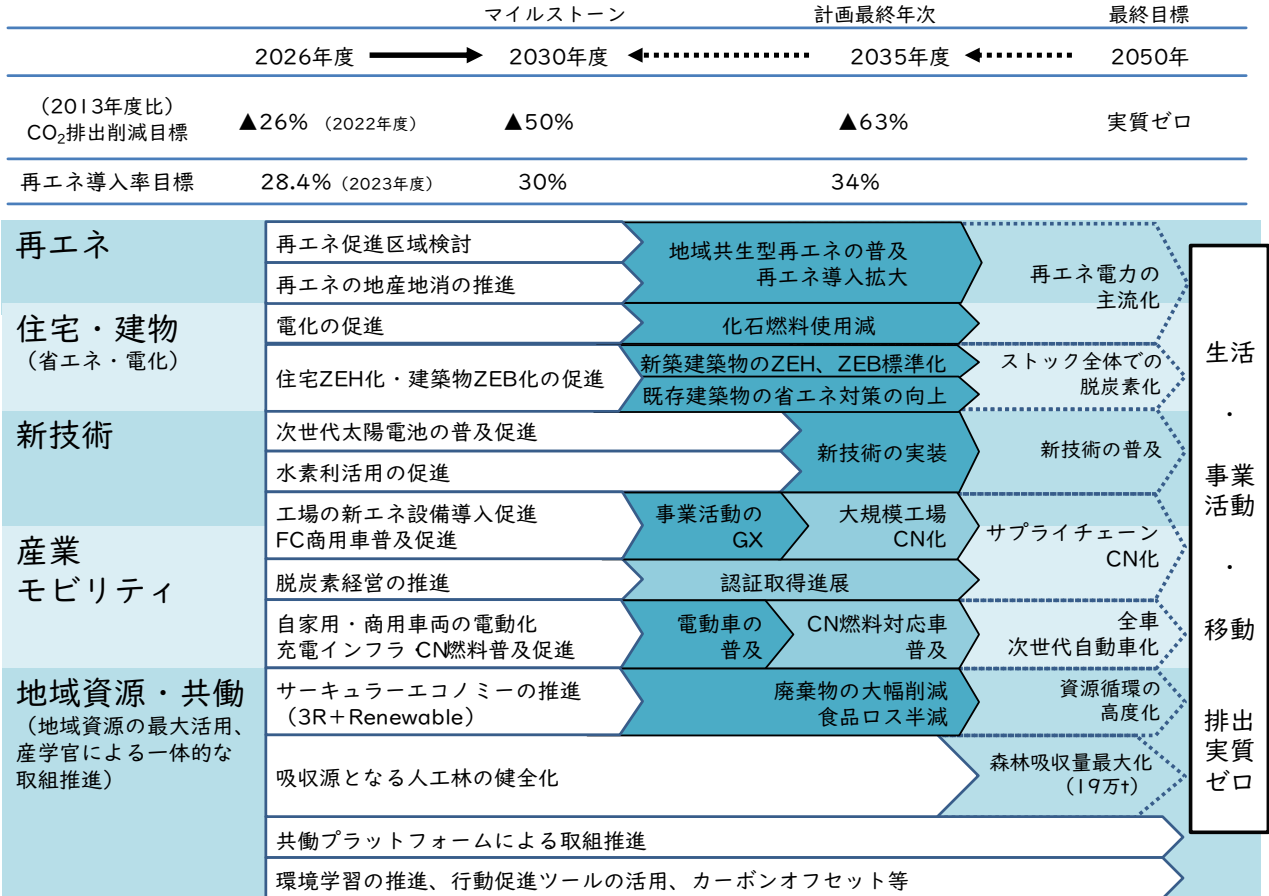 マイルストーン 計画最終年次 最終目標
2026年度 2030年度 2035年度 2050年
(2013年度比)
CO₂排出削減目標
▲26% (2022年度) ▲50% ▲63% 実質ゼロ
再エネ導入率目標 28.4% (2023年度) 30% 34%
再エネ
再エネ促進区域検討
再エネの地産地消の推進
地域共生型再エネの普及
再エネ導入拡大
再エネ電力の
主流化
住宅・建物
(省エネ・電化)
電化の促進
化石燃料使用減
住宅ZEH化・建築物ZEB化の促進
新築建築物のZEH、ZEB標準化
既存建築物の省エネ対策の向上
ストック全体での
脱炭素化
新技術
次世代太陽電池の普及促進
水素利活用の促進
新技術の実装
新技術の普及
産業
モビリティ
工場の新エネ設備導入促進
FC商用車普及促進
事業活動の
GX
大規模工場
CN化
サプライチェーン
CN化
脱炭素経営の推進
認証取得進展
自家用・商用車両の電動化
充電インフラ・CN燃料普及促進
電動車の
普及
CN燃料対応車
普及
全車
次世代自動車化
地域資源・共働
(地域資源の最大活用、
産学官による一体的な
取組推進)
サーキュラーエコノミーの推進
(3R+Renewable)
廃棄物の大幅削減
食品ロス半減
資源循環の
高度化
吸収源となる人工林の健全化
森林吸収量最大化
(19万t)
共働プラットフォームによる取組推進
環境学習の推進、行動促進ツールの活用、カーボンオフセット等
生活
・
事業
活動
・
移動
排出
実質
ゼロ